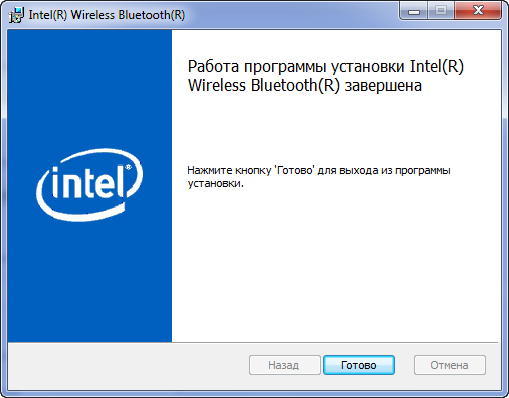 Intel(R) Wireless Bluetooth(R)
Работа программы установки Intel(R)
Wireless Bluetooth(R) завершена
intel®
Нажмите кнопку 'Готово' для выхода из программы
установки.
Назад
Готово
Отмена